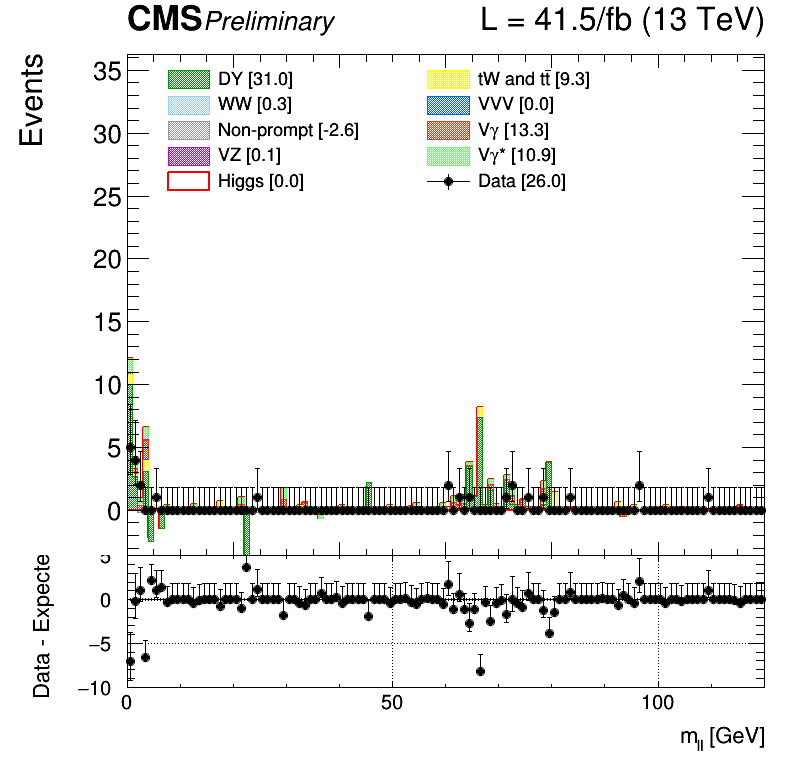 CMS Preliminary L = 41.5/fb (13 TeV)
Events
35
30
25
20
15
10
5
0
DY [31.0]
WW [0.3]
Non-prompt [-2.6]
VZ [0.1]
Higgs [0.0]
tW and tt̄ [9.3]
VVV [0.0]
Vγ [13.3]
Vγ* [10.9]
Data [26.0]
Data - Expecte
5
0
−5
−10
0 50 100
m_ll [GeV]